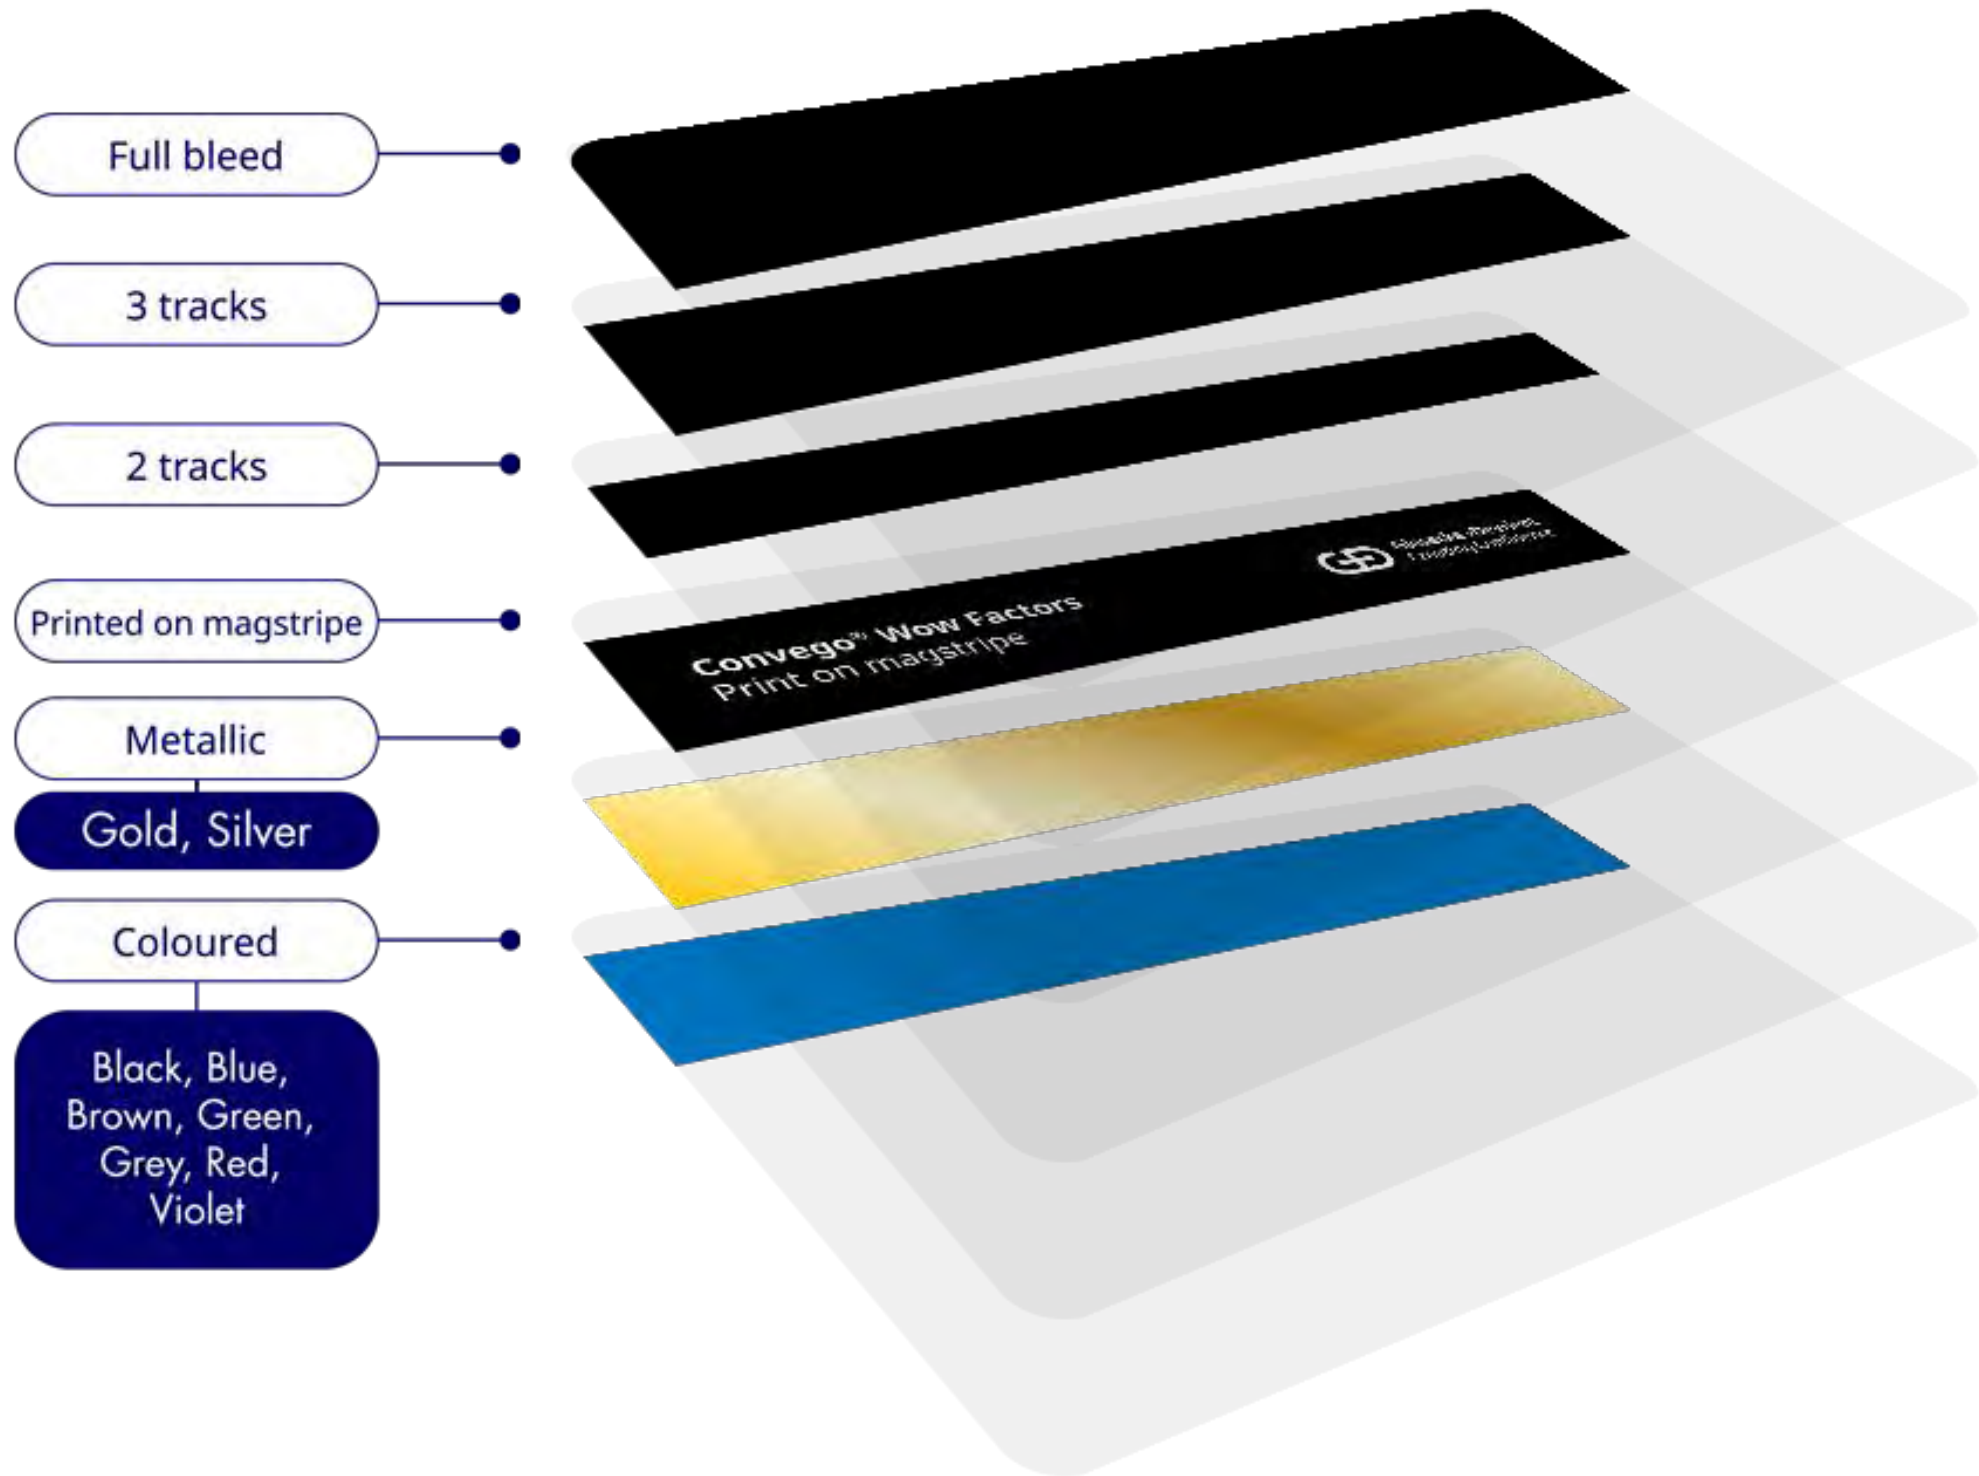 Full bleed
3 tracks
2 tracks
Printed on magstripe
Convego® Wow Factors
Print on magstripe
Metallic
Gold, Silver
Coloured
Black, Blue,
Brown, Green,
Grey, Red,
Violet